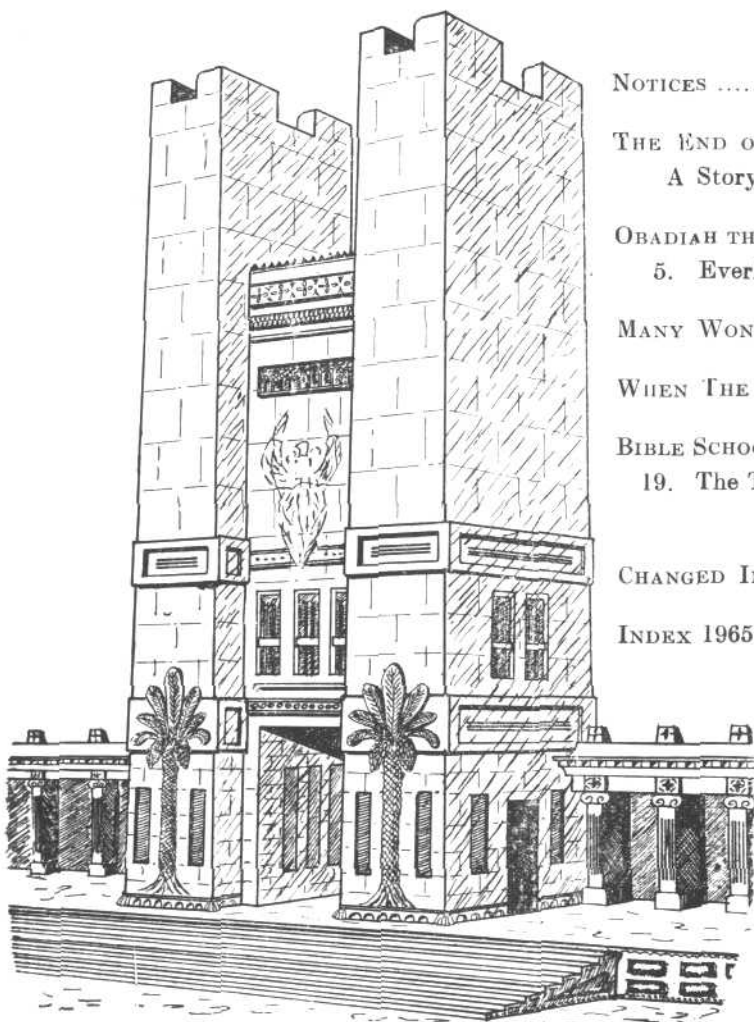 NOTICES ....
THE END O
A Story
OBADIAH TH
5. Ever
MANY WON
WHEN THE
BIBLE SCHOO
19. The T
CHANGED I
INDEX 1965